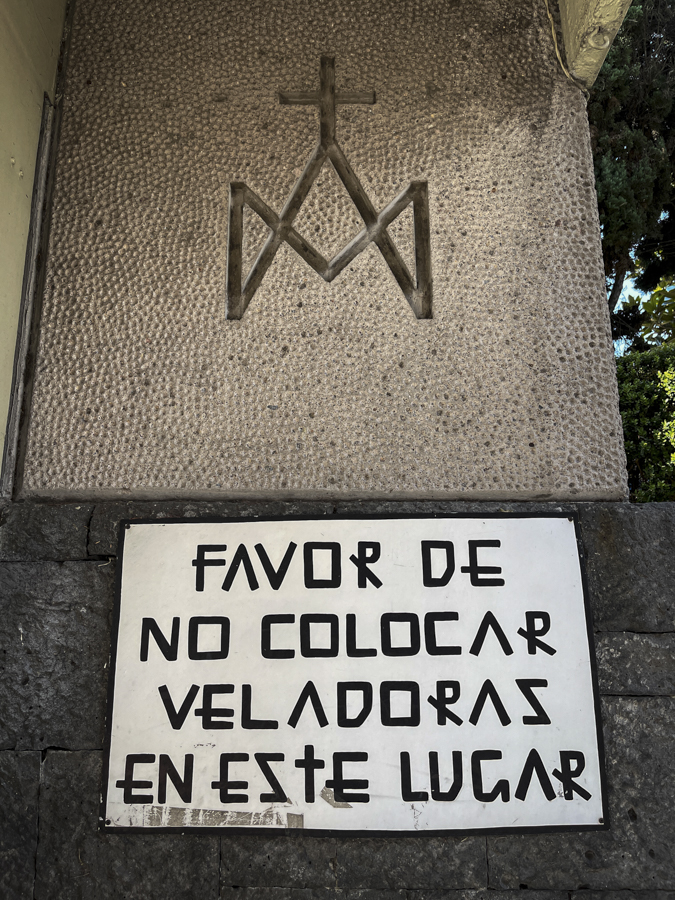 FAVOR DE
NO COLOCAR
VELADORAS
EN ESTE LUGAR